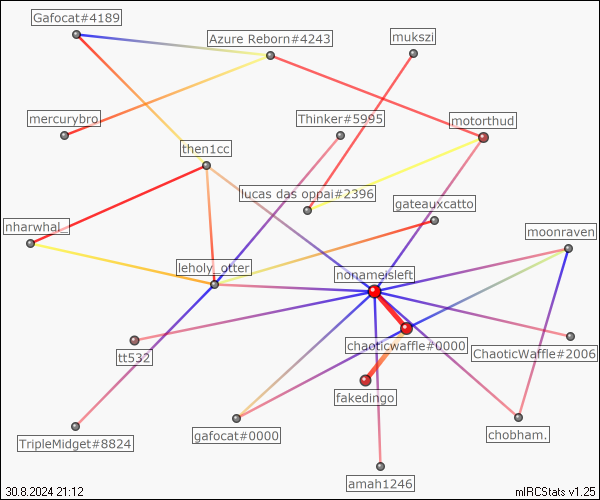 Gafocat#4189
mukszi
Azure Reborn#4243
mercurybro
Thinker#5995
motorthud
then1cc
lucas das oppai#2396
gateauxcatto
nharwhal_
moonraven
leholy_otter
nonameisleft
tt532
chaoticwaffle#0000
ChaoticWaffle#2006
fakedingo
TripleMidget#8824
gafocat#0000
chobham.
amah1246
30.8.2024 21:12
mIRCStats v1.25